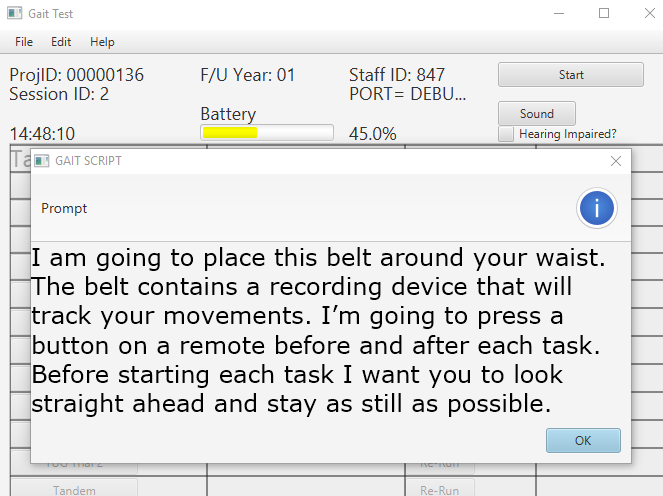 Gait Test
File Edit Help
ProjID: 00000136 F/U Year: 01 Staff ID: 847 Start
Session ID: 2 PORT= DEBU...
Battery Sound
14:48:10 45.0% Hearing Impaired?
GAIT SCRIPT
Prompt
I am going to place this belt around your waist.
The belt contains a recording device that will
track your movements. I’m going to press a
button on a remote before and after each task.
Before starting each task I want you to look
straight ahead and stay as still as possible.
OK
TUG Trial 2 Re-Run
Tandem Re-Run